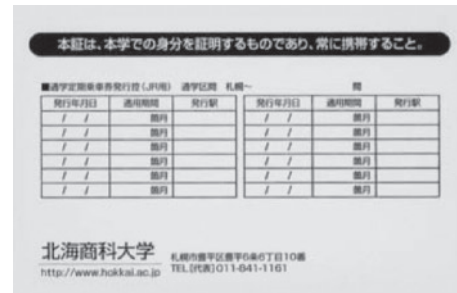 本証は、本学での身分を証明するものであり、常に携帯すること。
■通学定期乗車券発行控(JR用) 通学区間 札幌~ 間
発行年月日 適用期間 発行駅 発行年月日 適用期間 発行駅
/ / 箇月 / / 箇月
/ / 箇月 / / 箇月
/ / 箇月 / / 箇月
/ / 箇月 / / 箇月
/ / 箇月 / / 箇月
北海商科大学 札幌市豊平区豊平6条6丁目10番
http://www.hokkai.ac.jp TEL.[代表]011-841-1161